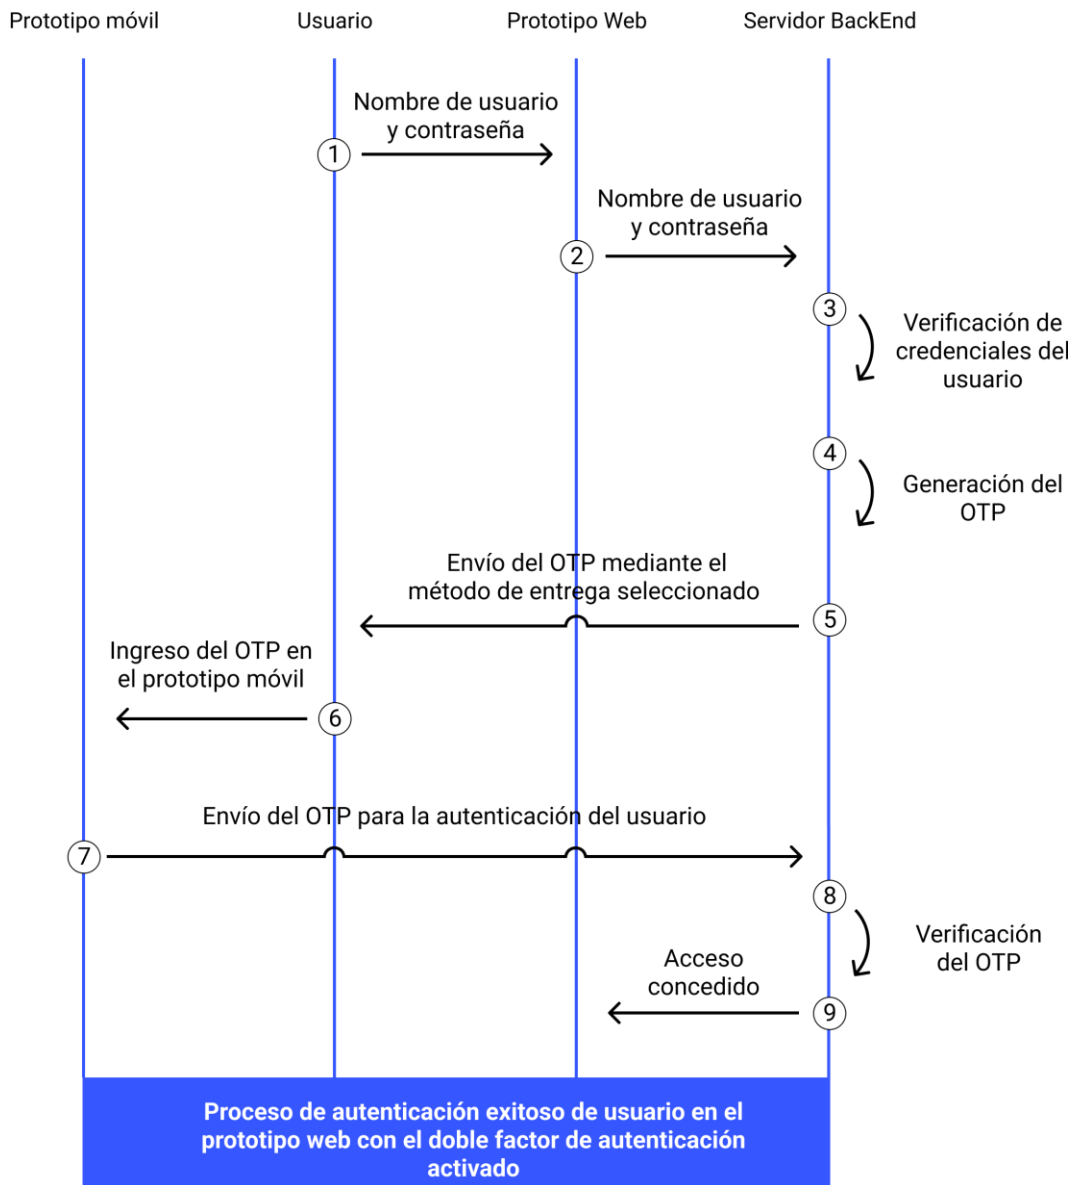 Prototipo móvil
Usuario
Prototipo Web
Servidor BackEnd
Nombre de usuario
y contraseña
1
Nombre de usuario
y contraseña
2
3
Verificación de
credenciales del
usuario
4
Generación del
OTP
Envío del OTP mediante el
método de entrega seleccionado
5
Ingreso del OTP en
el prototipo móvil
6
Envío del OTP para la autenticación del usuario
7
8
Verificación
del OTP
Acceso
concedido
9
Proceso de autenticación exitoso de usuario en el
prototipo web con el doble factor de autenticación
activado